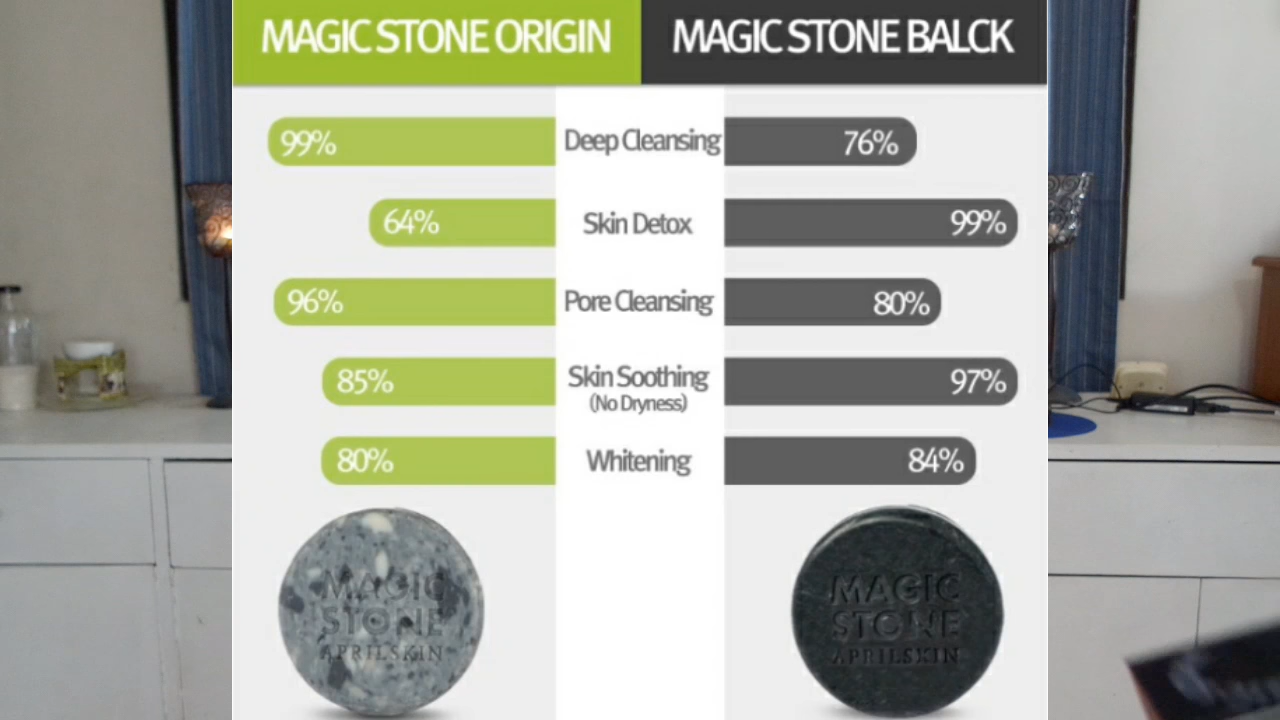 MAGIC STONE ORIGIN
MAGIC STONE BALCK
99% Deep Cleansing 76%
64% Skin Detox 99%
96% Pore Cleansing 80%
85% Skin Soothing 97%
(No Dryness)
80% Whitening 84%
MAGIC
STONE
APRILSKIN
MAGIC
STONE
APRILSKIN